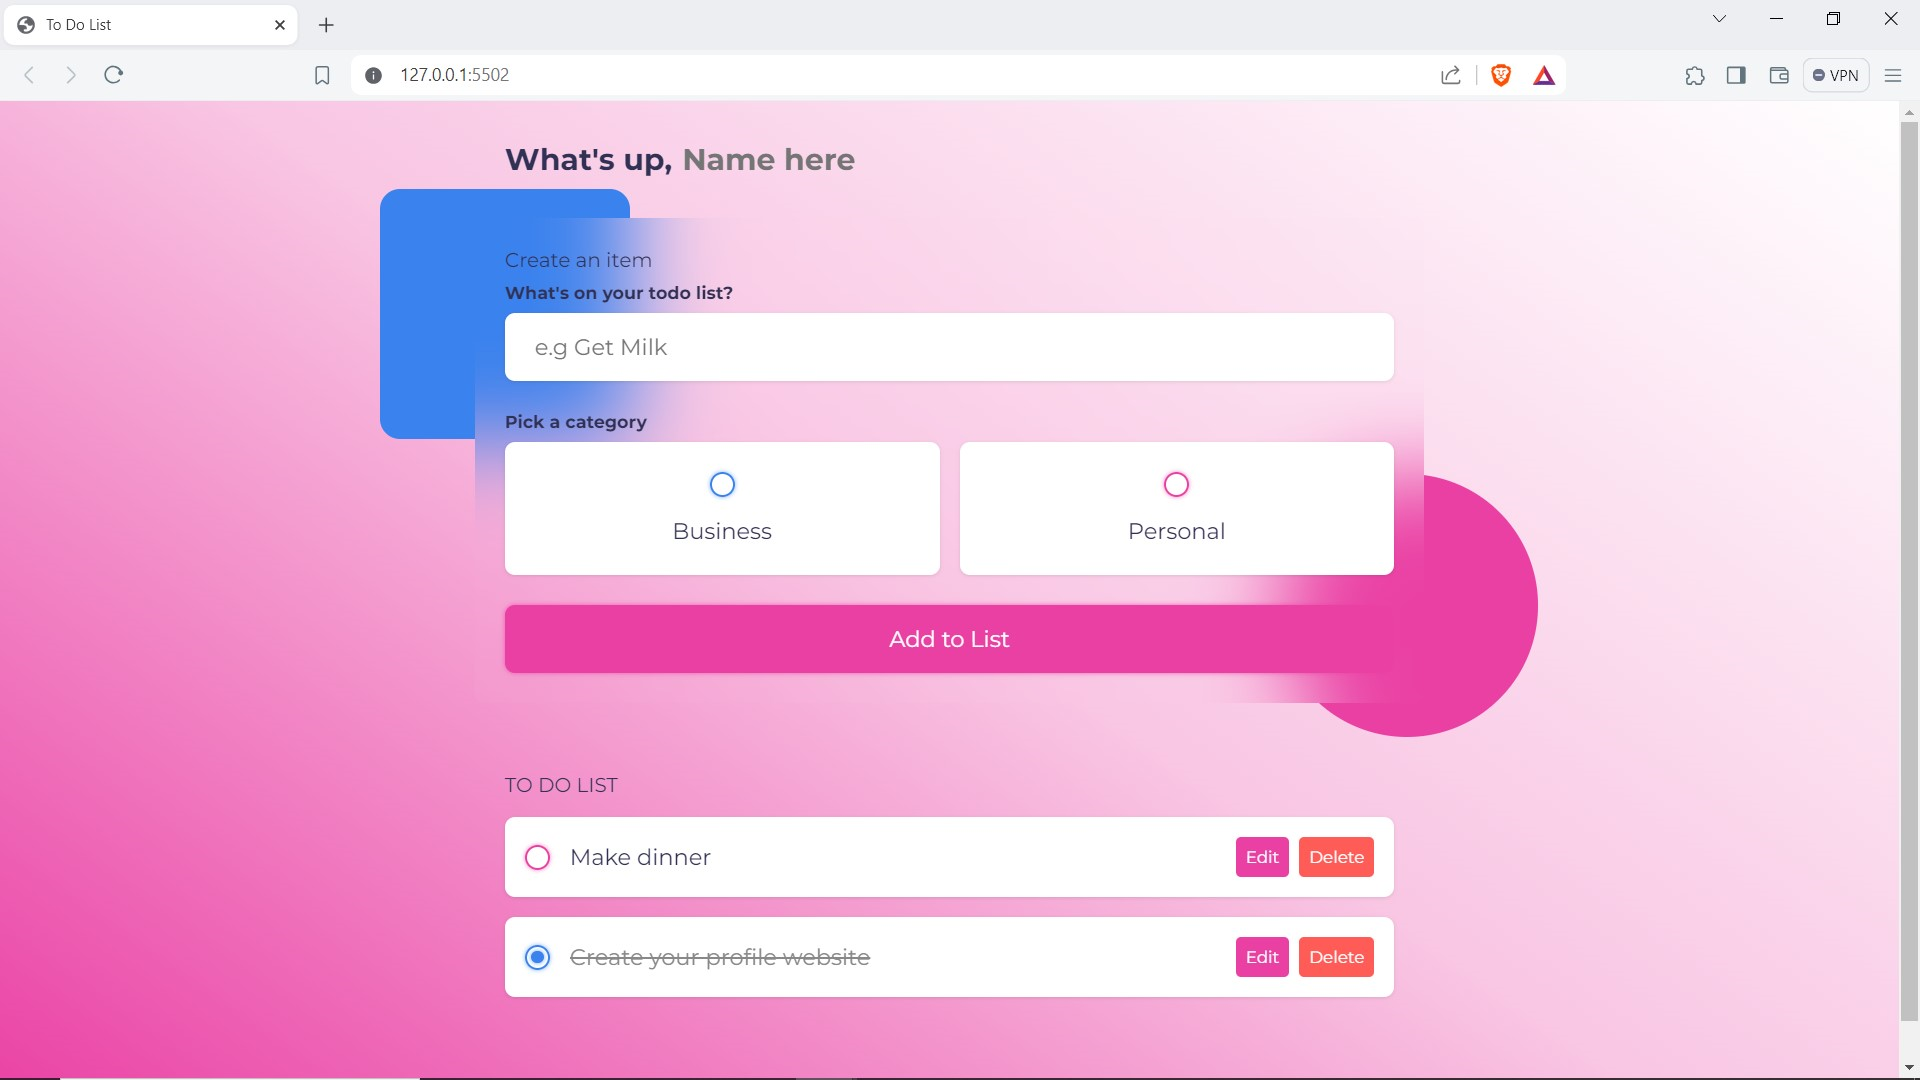 To Do List
127.0.0.1:5502
VPN
What's up, Name here
Create an item
What's on your todo list?
e.g Get Milk
Pick a category
Business
Personal
Add to List
TO DO LIST
Make dinner
Edit
Delete
Create your profile website
Edit
Delete